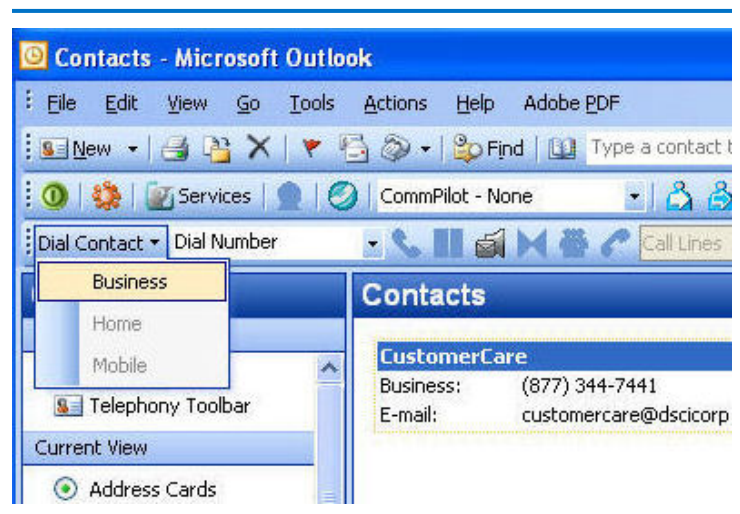 Contacts - Microsoft Outlook
File Edit View Go Tools Actions Help Adobe PDF
New Find Type a contact t
Services CommPilot - None
Dial Contact Dial Number Call Lines
Business
Home
Mobile
Contacts
CustomerCare
Business: (877) 344-7441
E-mail: customercare@dscicorp
Telephony Toolbar
Current View
Address Cards